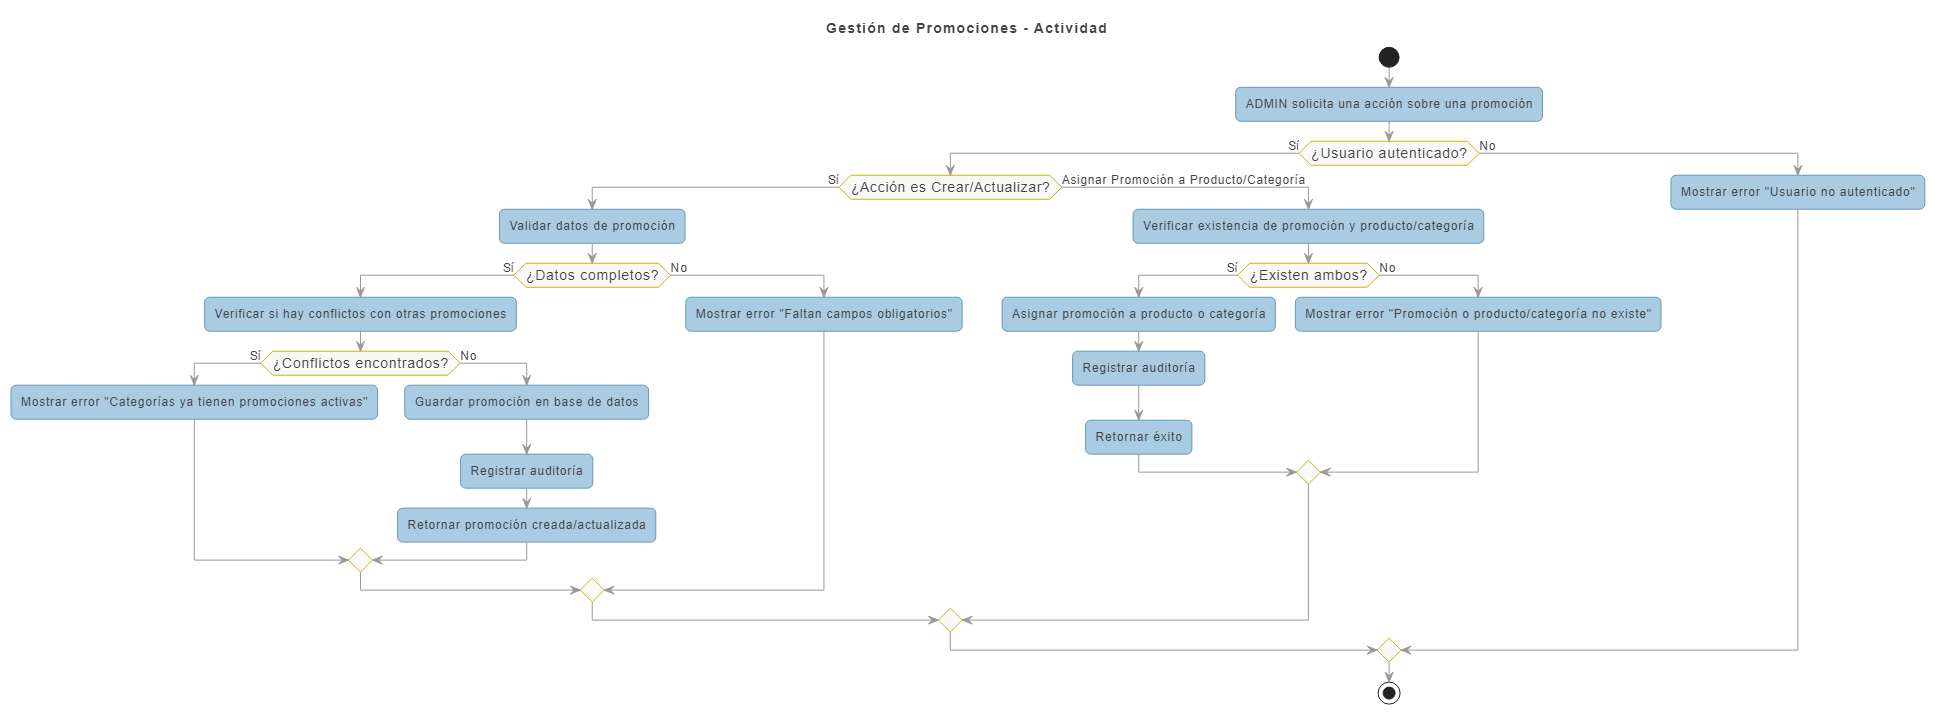 Gestión de Promociones - Actividad
ADMIN solicita una acción sobre una promoción
Sí
¿Usuario autenticado?
No
Sí
¿Acción es Crear/Actualizar?
Asignar Promoción a Producto/Categoría
Mostrar error "Usuario no autenticado"
Validar datos de promoción
Verificar existencia de promoción y producto/categoría
Sí
¿Datos completos?
No
Sí
¿Existen ambos?
No
Verificar si hay conflictos con otras promociones
Mostrar error "Faltan campos obligatorios"
Asignar promoción a producto o categoría
Mostrar error "Promoción o producto/categoría no existe"
Sí
¿Conflictos encontrados?
No
Registrar auditoría
Mostrar error "Categorías ya tienen promociones activas"
Guardar promoción en base de datos
Retornar éxito
Registrar auditoría
Retornar promoción creada/actualizada